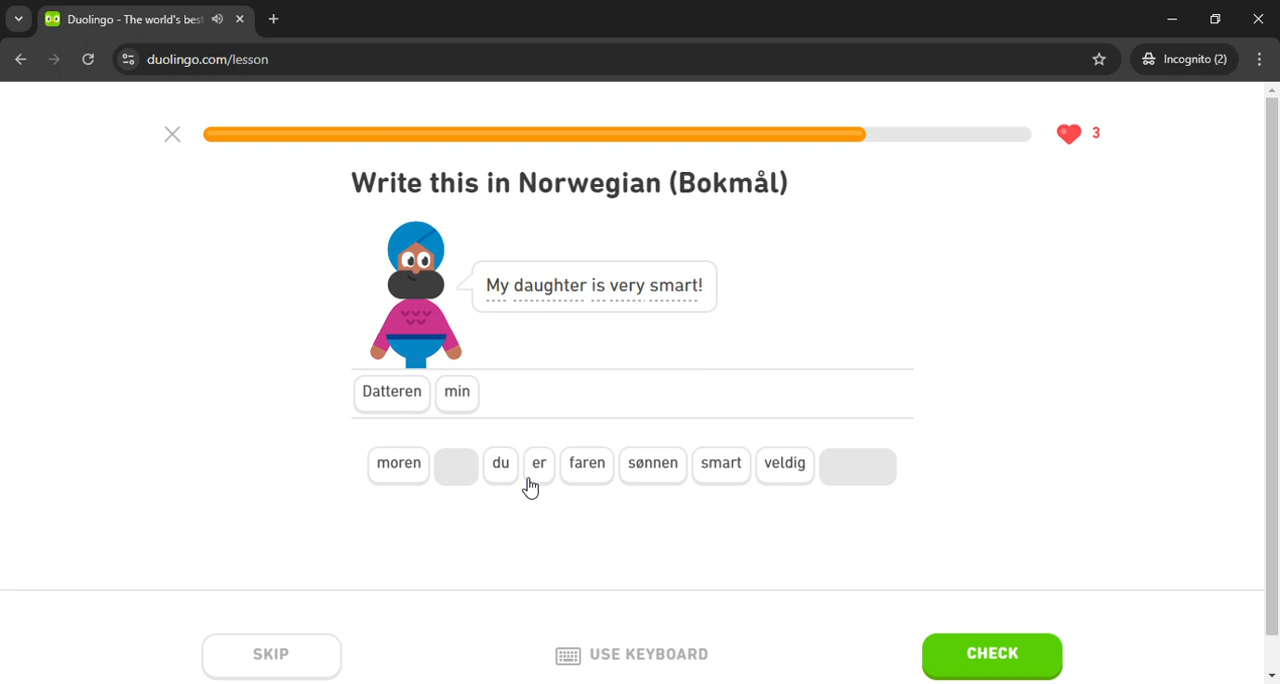 Duolingo - The world's bes
duolingo.com/lesson
Incognito (2)
3
Write this in Norwegian (Bokmål)
My daughter is very smart!
Datteren min
moren du er faren sønnen smart veldig
SKIP USE KEYBOARD CHECK